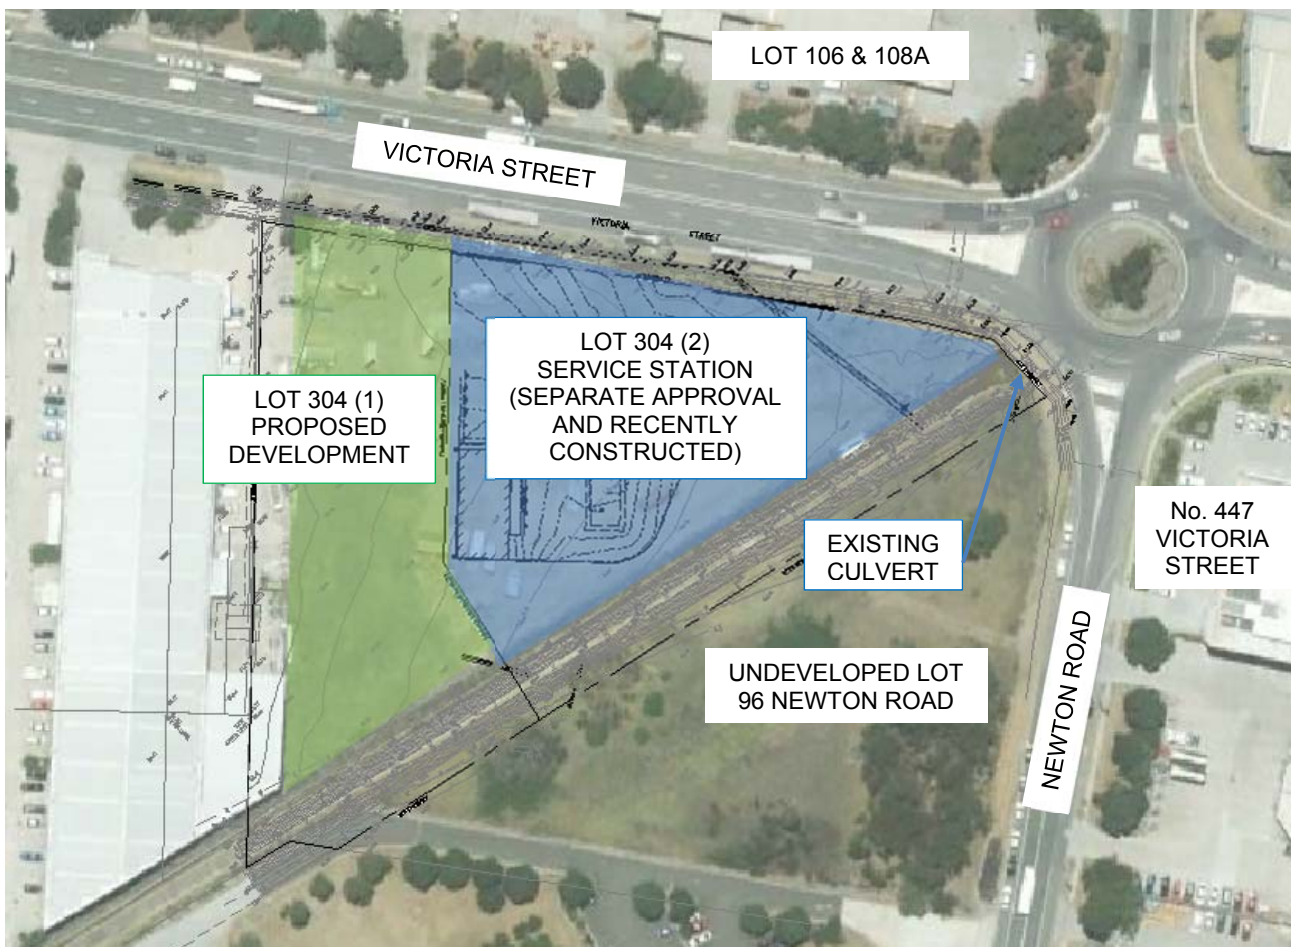 LOT 106 & 108A
VICTORIA STREET
VICTORIA STREET
LOT 304 (2)
SERVICE STATION
(SEPARATE APPROVAL
AND RECENTLY
CONSTRUCTED)
LOT 304 (1)
PROPOSED
DEVELOPMENT
No. 447
VICTORIA
STREET
EXISTING
CULVERT
UNDEVELOPED LOT
96 NEWTON ROAD
NEWTON ROAD